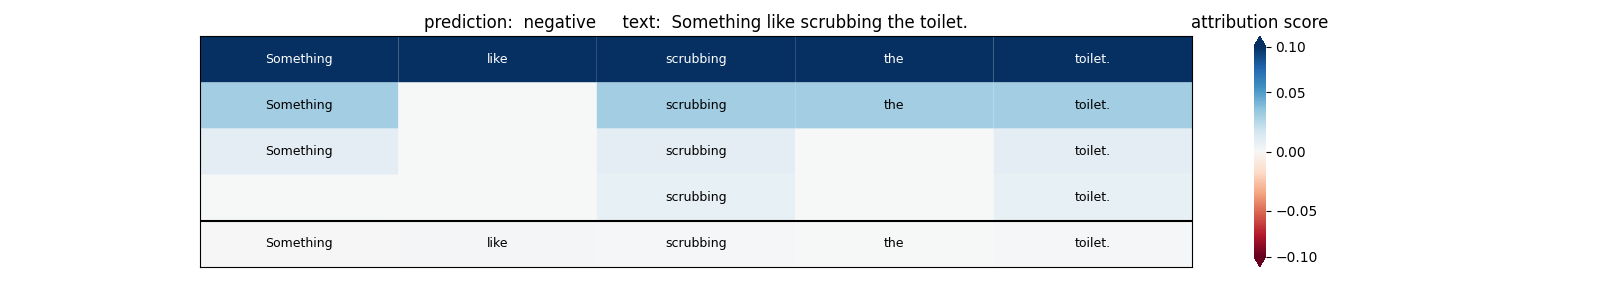 prediction:  negative     text:  Something like scrubbing the toilet.
attribution score
Something like scrubbing the toilet.
Something scrubbing the toilet.
Something scrubbing toilet.
scrubbing toilet.
Something like scrubbing the toilet.
0.10
0.05
0.00
−0.05
−0.10